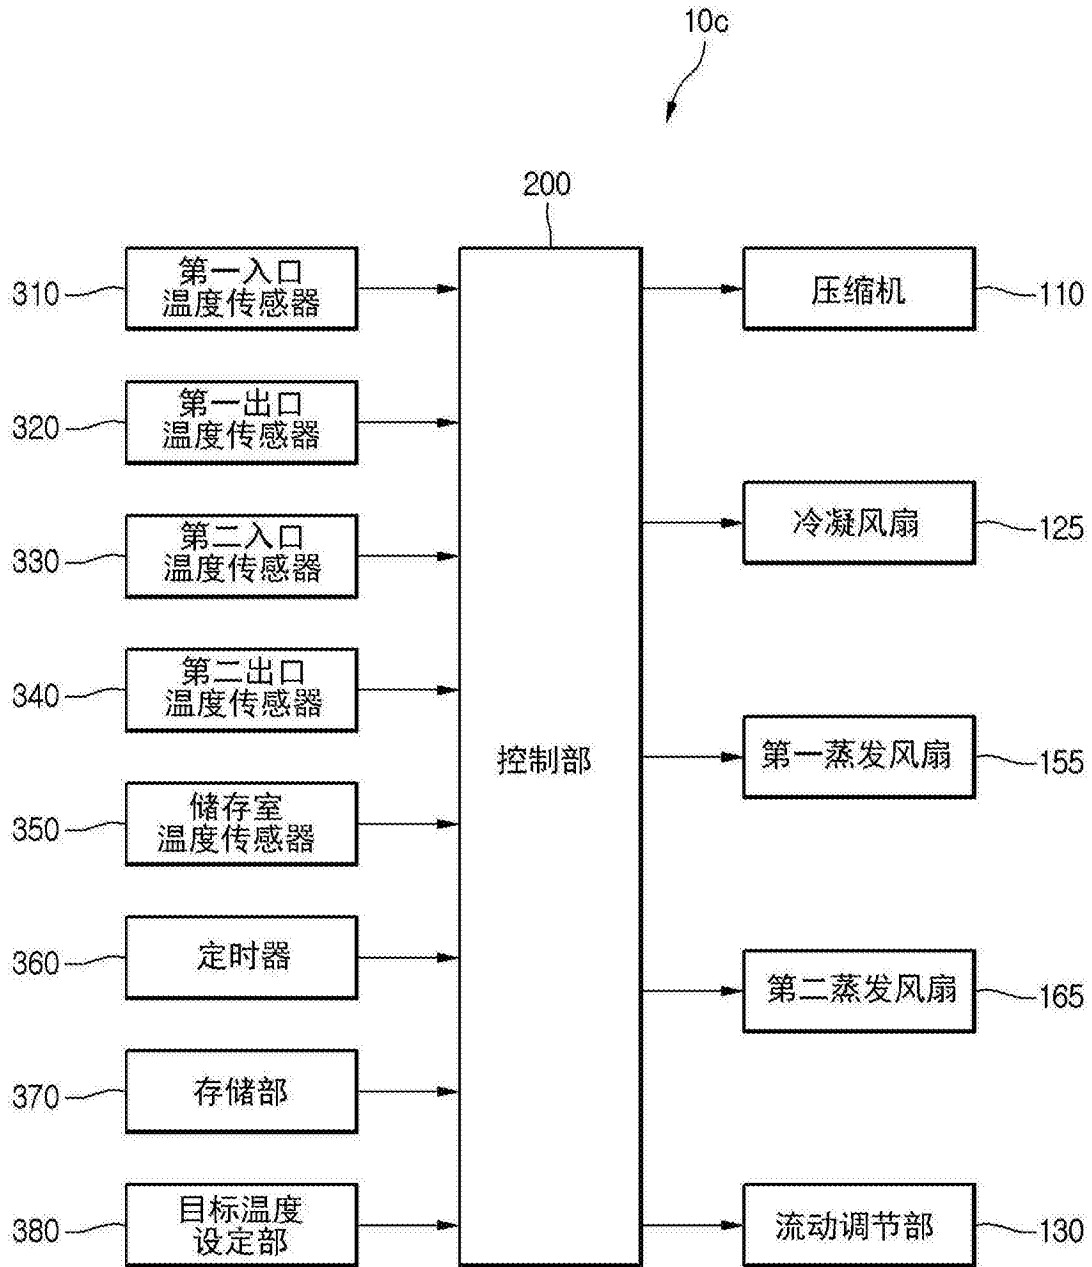 10c
200
310
第一入口
温度传感器
320
第一出口
温度传感器
330
第二入口
温度传感器
340
第二出口
温度传感器
350
储存室
温度传感器
360
定时器
370
存储部
380
目标温度
设定部
控制部
压缩机
110
冷凝风扇
125
第一蒸发风扇
155
第二蒸发风扇
165
流动调节部
130